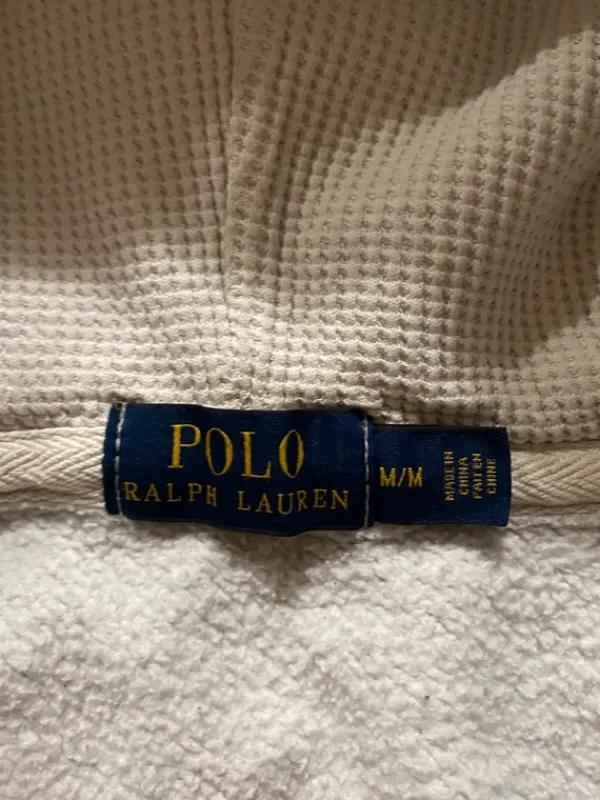 POLO
RALPH LAUREN
M/M
MADE IN
CHINA
FAIT EN
CHINE